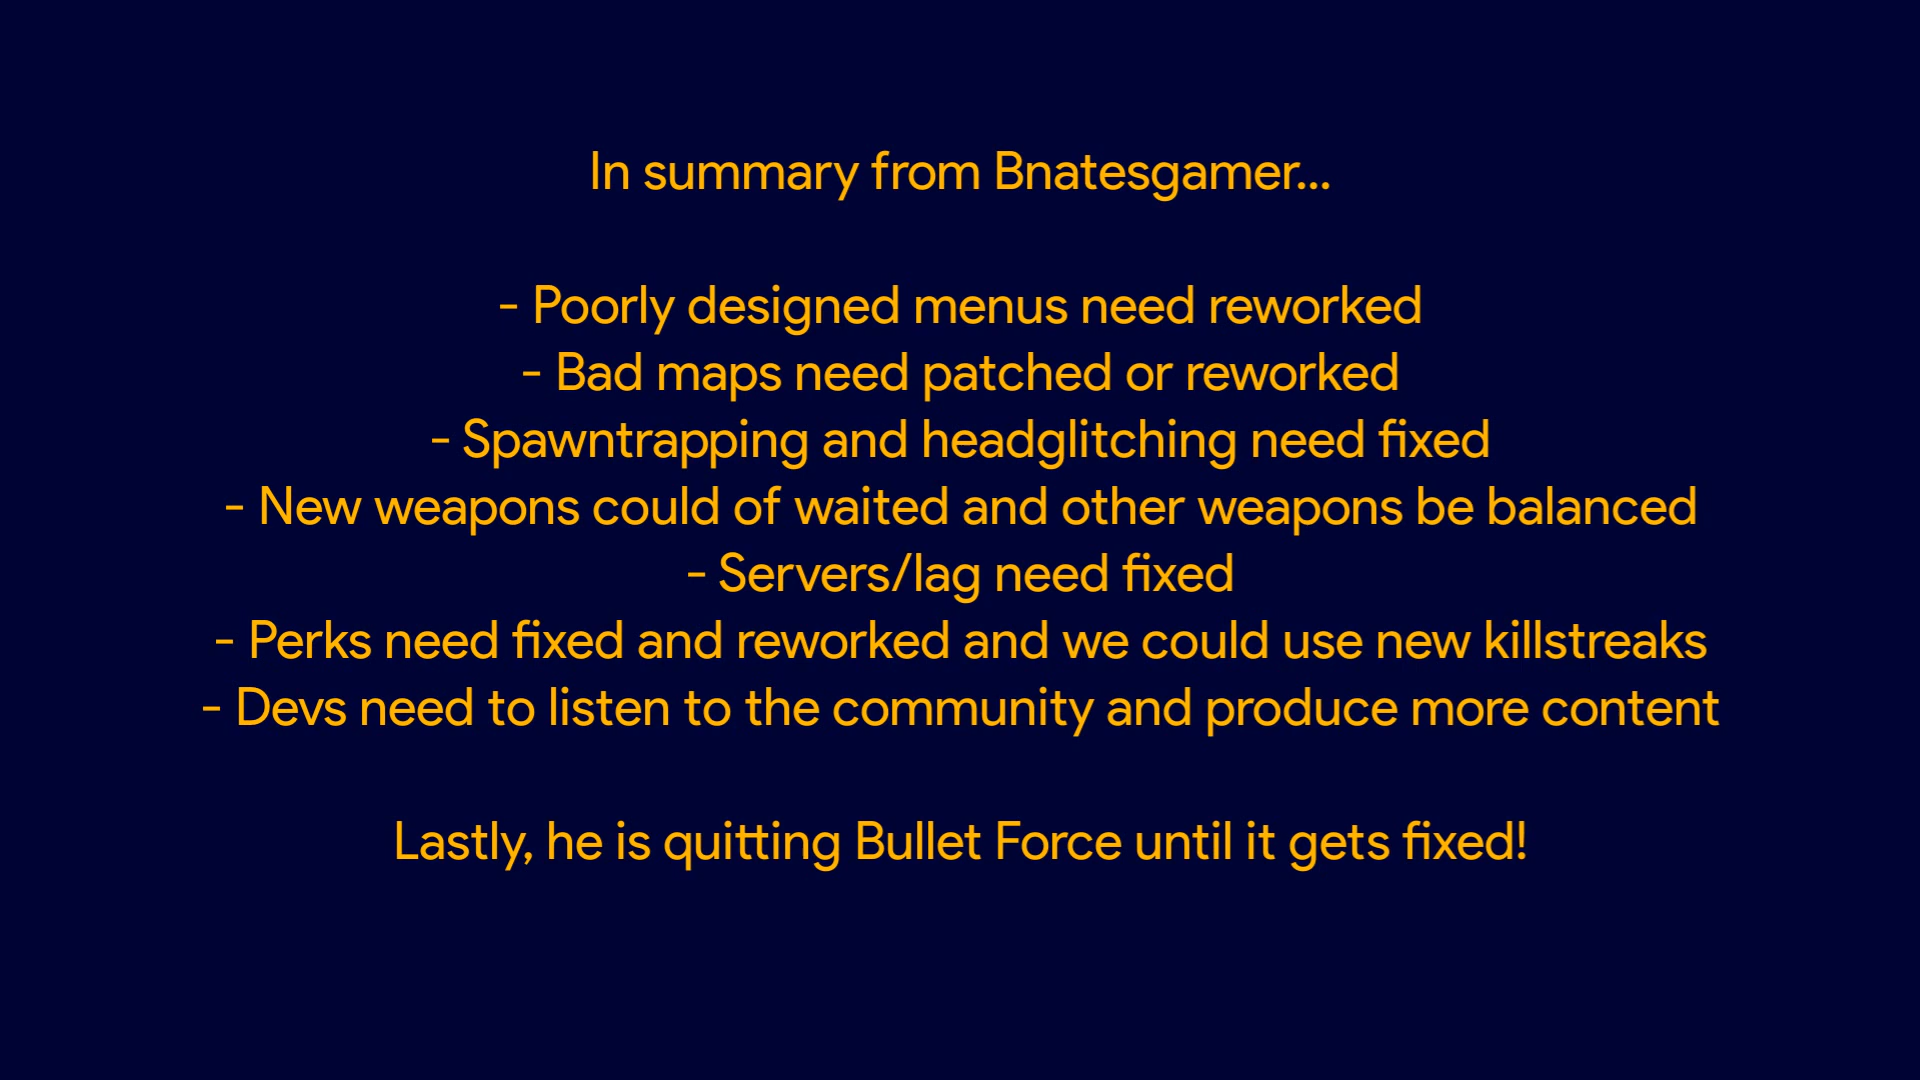 In summary from Bnatesgamer...
- Poorly designed menus need reworked
- Bad maps need patched or reworked
- Spawntrapping and headglitching need fixed
- New weapons could of waited and other weapons be balanced
- Servers/lag need fixed
- Perks need fixed and reworked and we could use new killstreaks
- Devs need to listen to the community and produce more content
Lastly, he is quitting Bullet Force until it gets fixed!